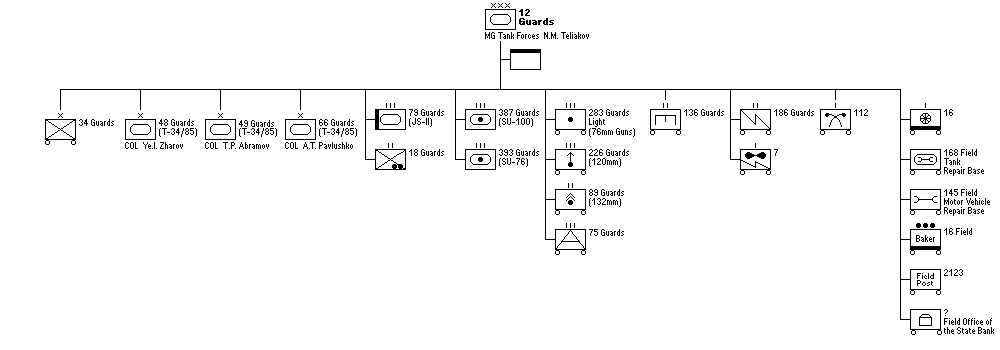 12
Guards
MG Tank Forces N.M. Teliakov
34 Guards
48 Guards
(T-34/85)
COL Ye.I. Zharov
49 Guards
(T-34/85)
COL T.P. Abramov
66 Guards
(T-34/85)
COL A.T. Pavlushko
79 Guards
(JS-II)
18 Guards
387 Guards
(SU-100)
393 Guards
(SU-76)
283 Guards
Light
(76mm Guns)
226 Guards
(120mm)
89 Guards
(132mm)
75 Guards
136 Guards
186 Guards
7
112
16
168 Field
Tank
Repair Base
145 Field
Motor Vehicle
Repair Base
Baker
16 Field
Field
Post
2123
?
Field Office of
the State Bank